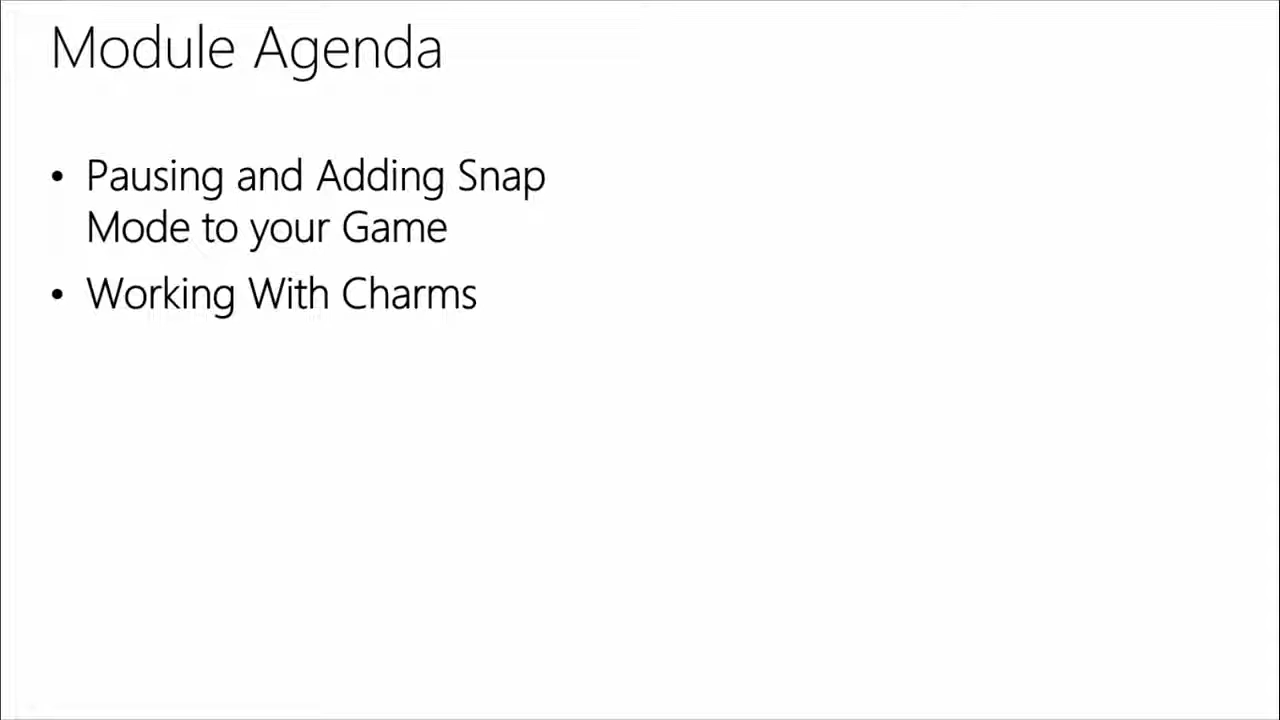 Module Agenda
• Pausing and Adding Snap
Mode to your Game
• Working With Charms